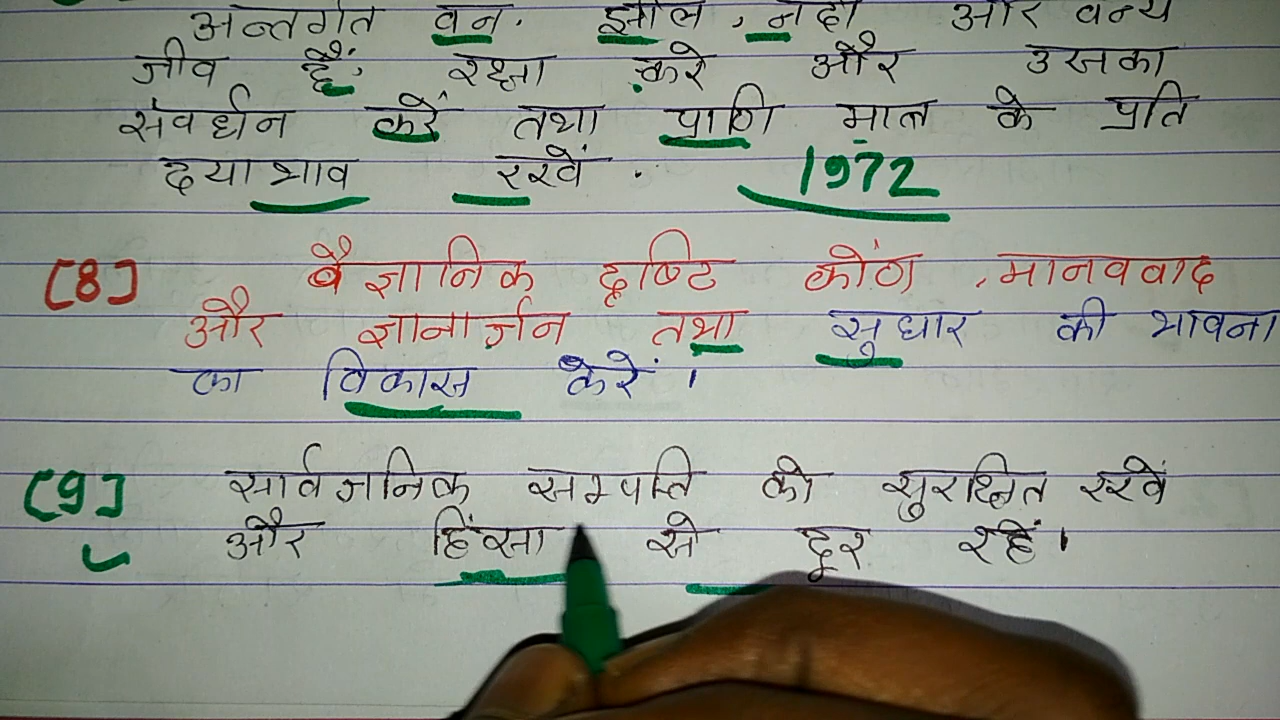 अन्तर्गत वन, झील, नदी और वन्य
जीव हैं, रक्षा करे और उसका
संवर्धन करें तथा प्राणि मात्र के प्रति
दयाभाव रखें . 1972
(8) वैज्ञानिक दृष्टि कोंण, मानववाद
और ज्ञानार्जन तथा सुधार की भावना
का विकास करें ।
(9) सार्वजनिक सम्पत्ति को सुरक्षित रखें
और हिंसा से दूर रहें।